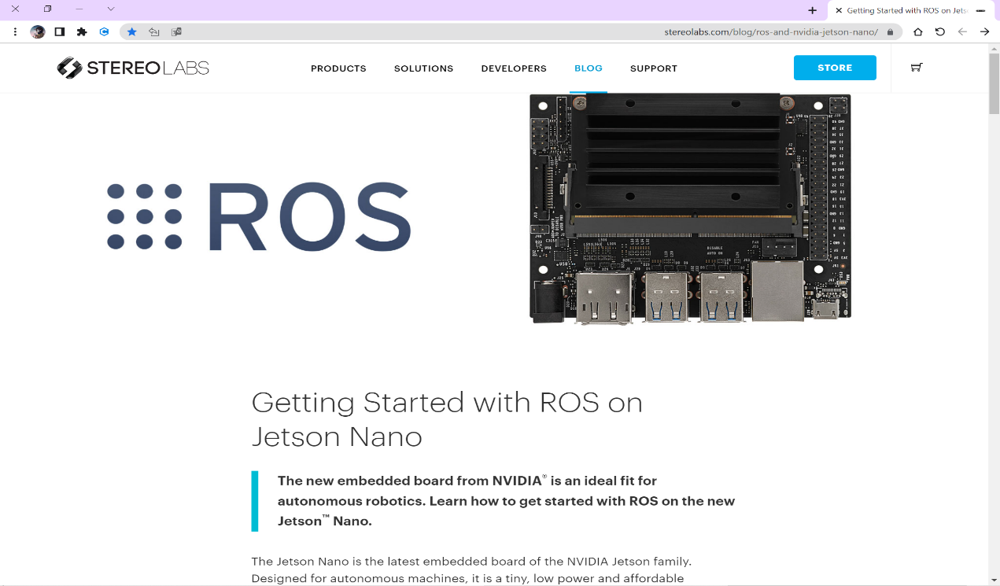 Getting Started with ROS on Jets
stereolabs.com/blog/ros-and-nvidia-jetson-nano/
STEREOLABS
PRODUCTS SOLUTIONS DEVELOPERS BLOG SUPPORT
STORE
ROS
DISABLE
AUTO ON
Getting Started with ROS on
Jetson Nano
The new embedded board from NVIDIA® is an ideal fit for
autonomous robotics. Learn how to get started with ROS on the new
Jetson™ Nano.
The Jetson Nano is the latest embedded board of the NVIDIA Jetson family.
Designed for autonomous machines, it is a tiny, low power and affordable